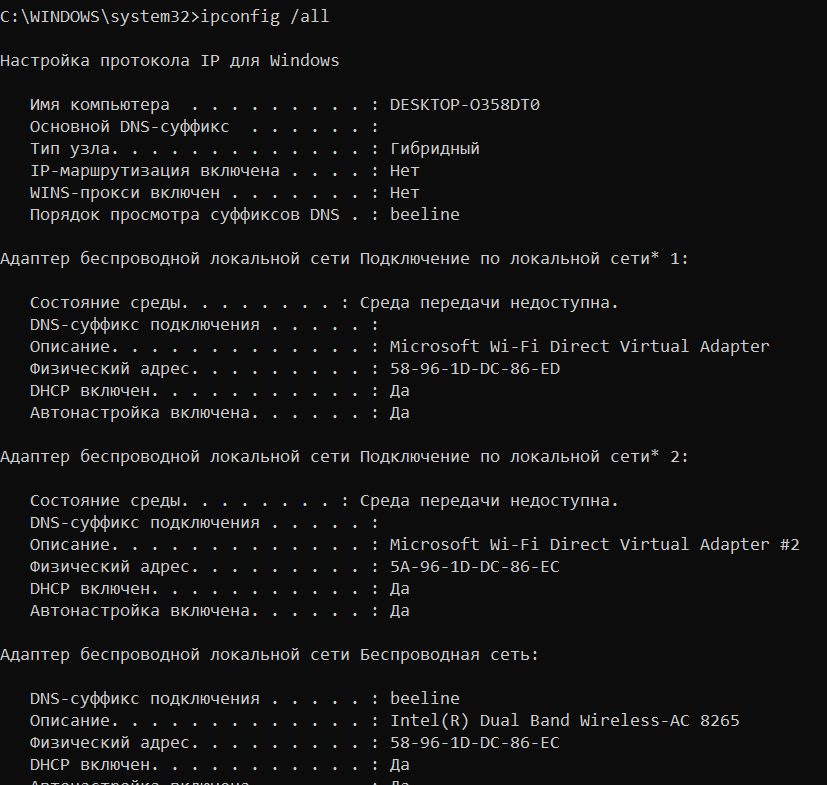 C:\WINDOWS\system32>ipconfig /all
Настройка протокола IP для Windows
Имя компьютера  . . . . . . . . . : DESKTOP-O358DT0
Основной DNS-суффикс  . . . . . . :
Тип узла. . . . . . . . . . . . . : Гибридный
IP-маршрутизация включена . . . . : Нет
WINS-прокси включен . . . . . . . : Нет
Порядок просмотра суффиксов DNS . : beeline
Адаптер беспроводной локальной сети Подключение по локальной сети* 1:
Состояние среды. . . . . . . . : Среда передачи недоступна.
DNS-суффикс подключения . . . . . :
Описание. . . . . . . . . . . . . : Microsoft Wi-Fi Direct Virtual Adapter
Физический адрес. . . . . . . . . : 58-96-1D-DC-86-ED
DHCP включен. . . . . . . . . . . : Да
Автонастройка включена. . . . . . : Да
Адаптер беспроводной локальной сети Подключение по локальной сети* 2:
Состояние среды. . . . . . . . : Среда передачи недоступна.
DNS-суффикс подключения . . . . . :
Описание. . . . . . . . . . . . . : Microsoft Wi-Fi Direct Virtual Adapter #2
Физический адрес. . . . . . . . . : 5A-96-1D-DC-86-EC
DHCP включен. . . . . . . . . . . : Да
Автонастройка включена. . . . . . : Да
Адаптер беспроводной локальной сети Беспроводная сеть:
DNS-суффикс подключения . . . . . : beeline
Описание. . . . . . . . . . . . . : Intel(R) Dual Band Wireless-AC 8265
Физический адрес. . . . . . . . . : 58-96-1D-DC-86-EC
DHCP включен. . . . . . . . . . . : Да
Автонастройка включена. . . . . . : Да